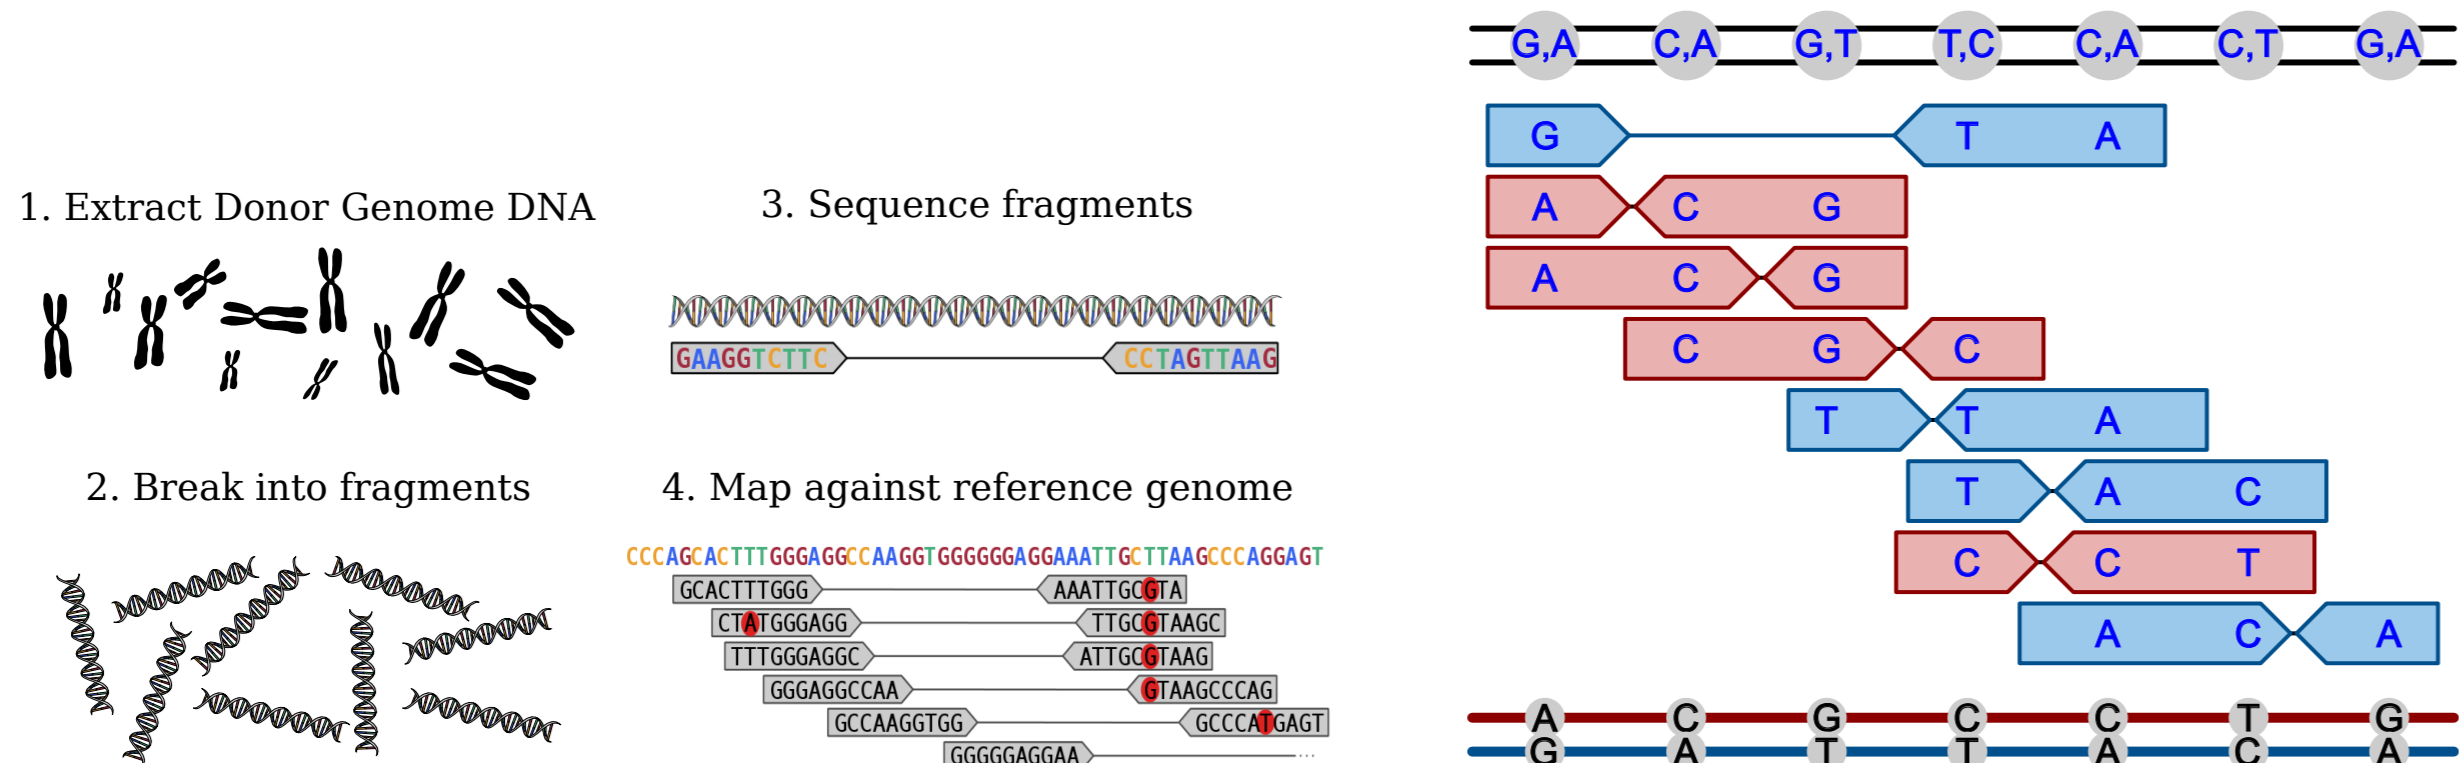 1. Extract Donor Genome DNA
2. Break into fragments
3. Sequence fragments
GAAGGTCTTC CCTAGTTAAG
4. Map against reference genome
CCCAGCACTTTGGGAGGCCAAGGTGGGGGGAGGAAATTGCTTAAGCCCAGGAGT
GCACTTTGGG AAATTGCGTA
CTATGGGAGG TTGCGTAAGC
TTTGGGAGGC ATTGCGTAAG
GGGAGGCCAA GTAAGCCCAG
GCCAAGGTGG GCCCATGAGT
GGGGGAGGAA ...
G,A C,A G,T T,C C,A C,T G,A
G T A
A C G
A C G
C G C
T T A
T A C
C C T
A C A
A C G C C T G
G A T T A C A